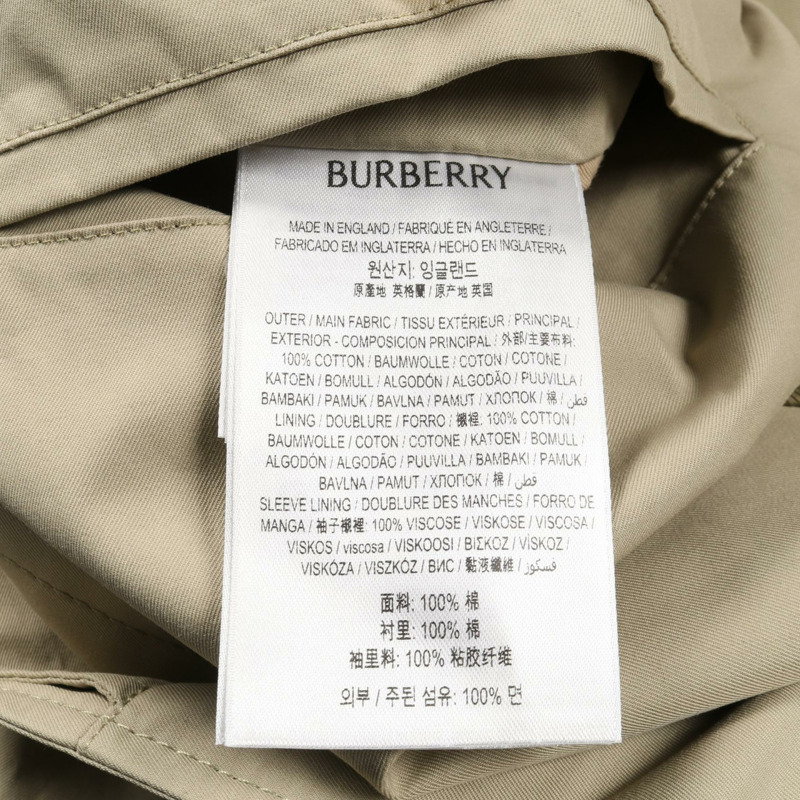 BURBERRY
MADE IN ENGLAND / FABRIQUÉ EN ANGLETERRE /
FABRICADO EM INGLATERRA / HECHO EN INGLATERRA
원산지: 잉글랜드
原產地 英格蘭 / 原产地 英国
OUTER / MAIN FABRIC / TISSU EXTÉRIEUR / PRINCIPAL /
EXTERIOR - COMPOSICION PRINCIPAL / 外部/主要布料:
100% COTTON / BAUMWOLLE / COTON / COTONE /
KATOEN / BOMULL / ALGODÓN / ALGODÃO / PUUVILLA /
BAMBAKI / PAMUK / BAVLNA / PAMUT / ХЛОПОК / 棉 / قطن /
LINING / DOUBLURE / FORRO / 襯裡: 100% COTTON /
BAUMWOLLE / COTON / COTONE / KATOEN / BOMULL /
ALGODÓN / ALGODÃO / PUUVILLA / BAMBAKI / PAMUK /
BAVLNA / PAMUT / ХЛОПОК / 棉 / قطن /
SLEEVE LINING / DOUBLURE DES MANCHES / FORRO DE
MANGA / 袖子襯裡: 100% VISCOSE / VISKOSE / VISCOSA /
VISKOS / viscosa / VISKOOSI / ΒΙΣΚΟΖ / VİSKOZ /
VISKÓZA / VISZKÓZ / ВИС / 黏液纖維 / فسكوز /
面料: 100% 棉
衬里: 100% 棉
袖里料: 100% 粘胶纤维
외부 / 주된 섬유: 100% 면